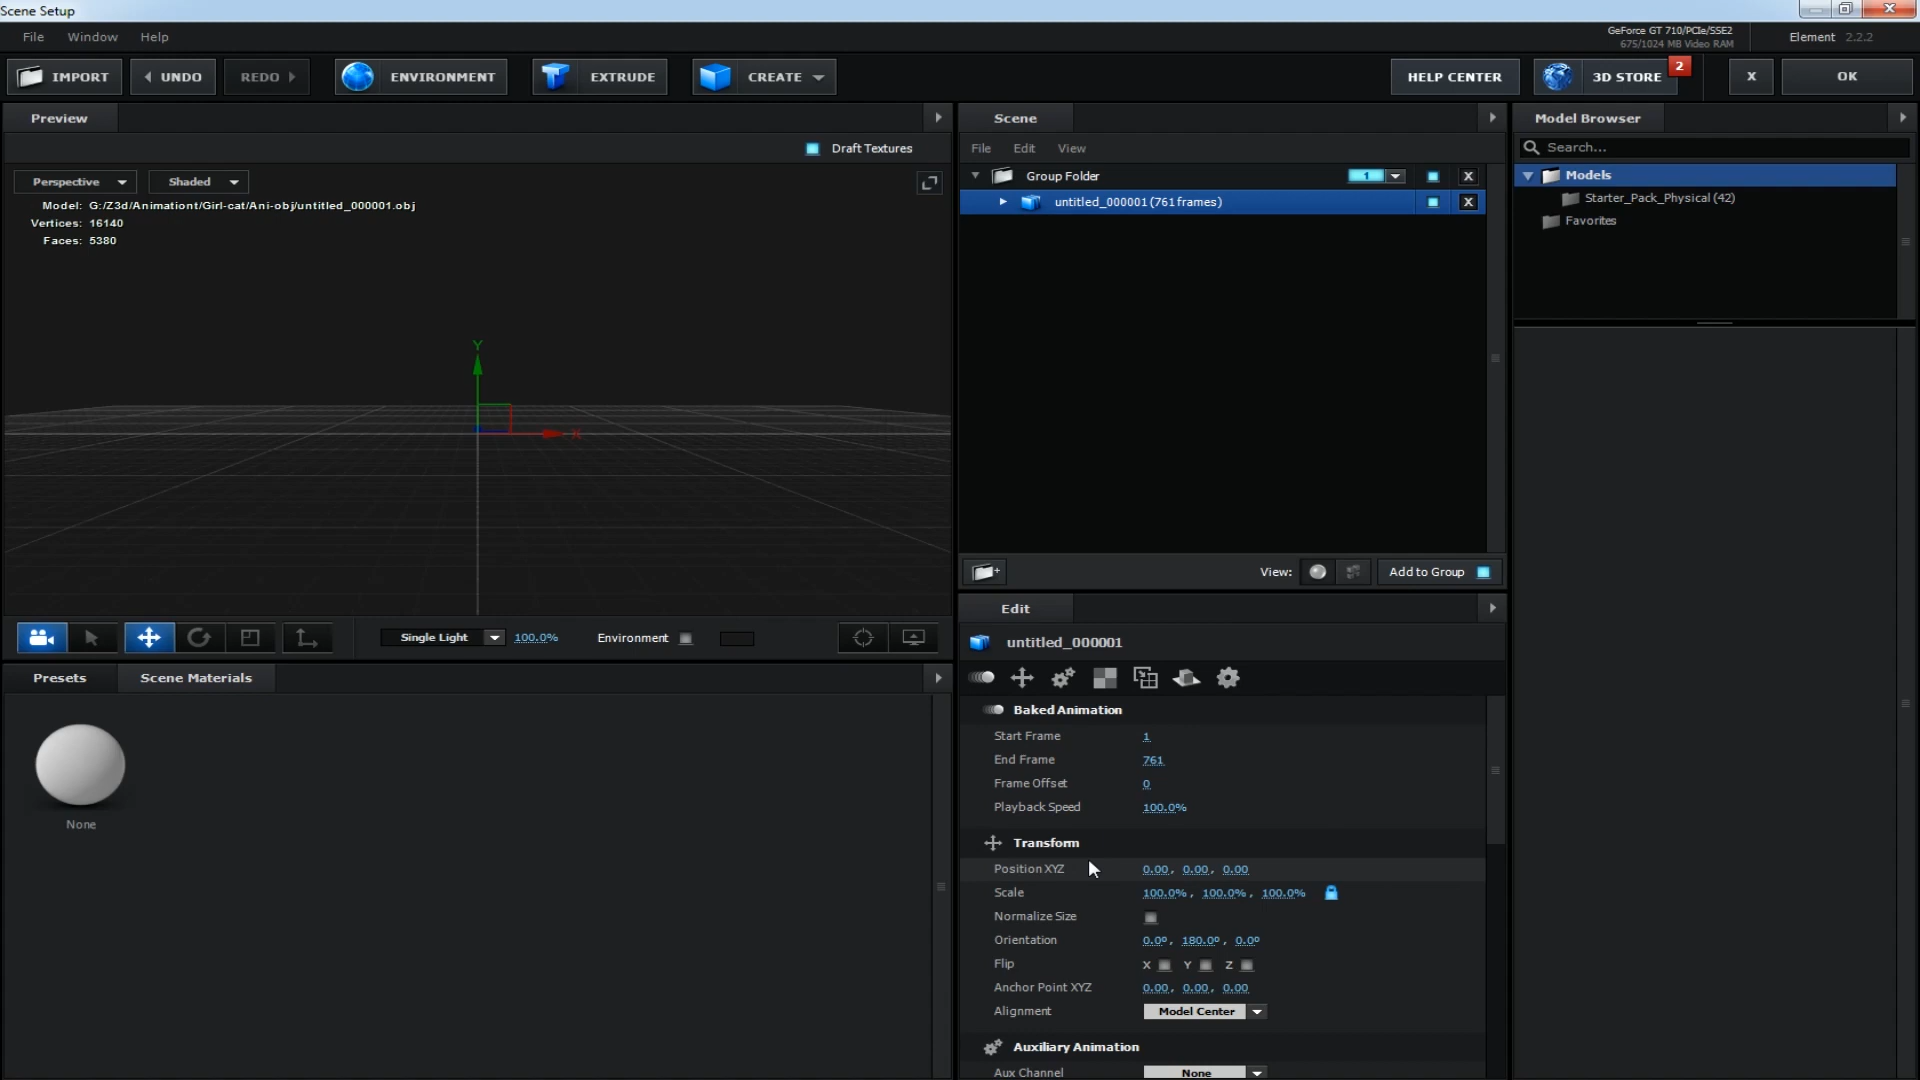 Scene Setup
File Window Help
GeForce GT 710/PCIe/SSE2
675/1024 MB Video RAM
Element 2.2.2
IMPORT UNDO REDO ENVIRONMENT EXTRUDE CREATE HELP CENTER 3D STORE 2 X OK
Preview
Draft Textures
Perspective Shaded
Model: G:/Z3d/Animationt/Girl-cat/Ani-obj/untitled_000001.obj
Vertices: 16140
Faces: 5380
Y
X
Single Light 100.0% Environment
Presets Scene Materials
None
Scene
File Edit View
Group Folder 1 X
untitled_000001 (761 frames) X
View: Add to Group
Edit
untitled_000001
Baked Animation
Start Frame 1
End Frame 761
Frame Offset 0
Playback Speed 100.0%
Transform
Position XYZ 0.00, 0.00, 0.00
Scale 100.0%, 100.0%, 100.0%
Normalize Size
Orientation 0.0º, 180.0º, 0.0º
Flip X Y Z
Anchor Point XYZ 0.00, 0.00, 0.00
Alignment Model Center
Auxiliary Animation
Aux Channel None
Model Browser
Search...
Models
Starter_Pack_Physical (42)
Favorites